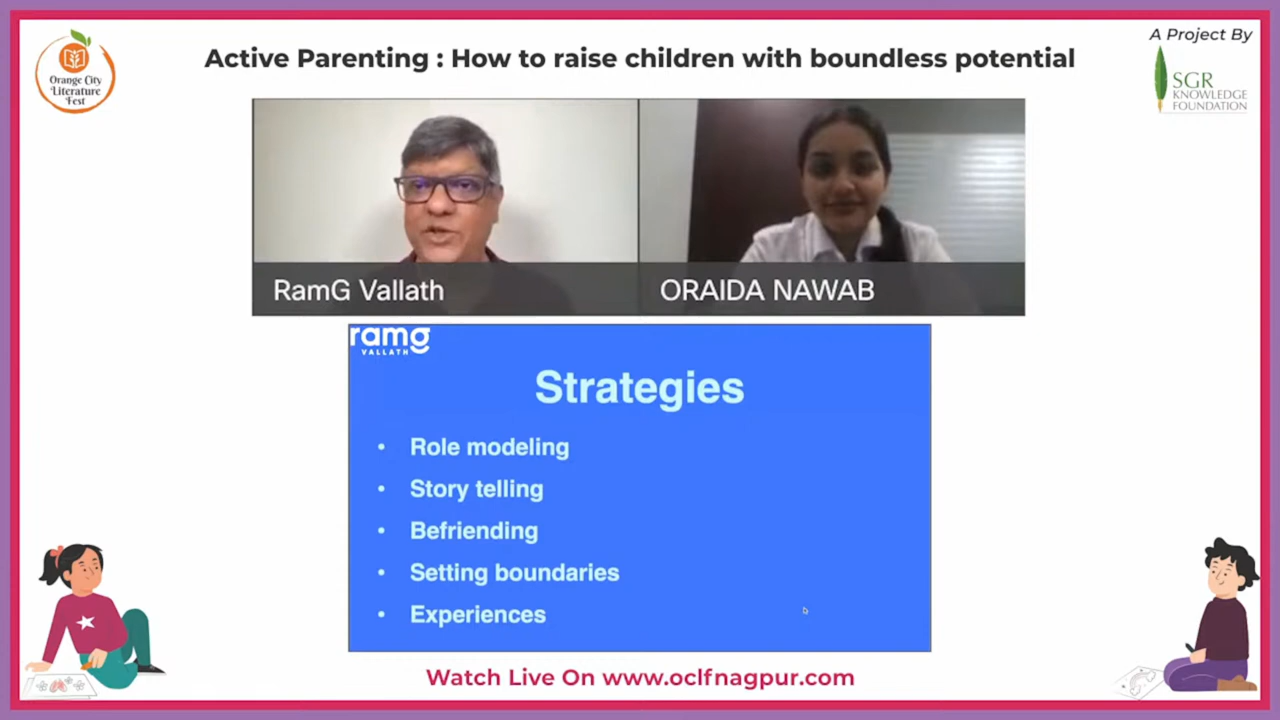 Orange City
Literature
Fest
Active Parenting : How to raise children with boundless potential
A Project By
SGR
KNOWLEDGE
FOUNDATION
RamG Vallath
ORAIDA NAWAB
ramg
VALLATH
Strategies
• Role modeling
• Story telling
• Befriending
• Setting boundaries
• Experiences
Watch Live On www.oclfnagpur.com